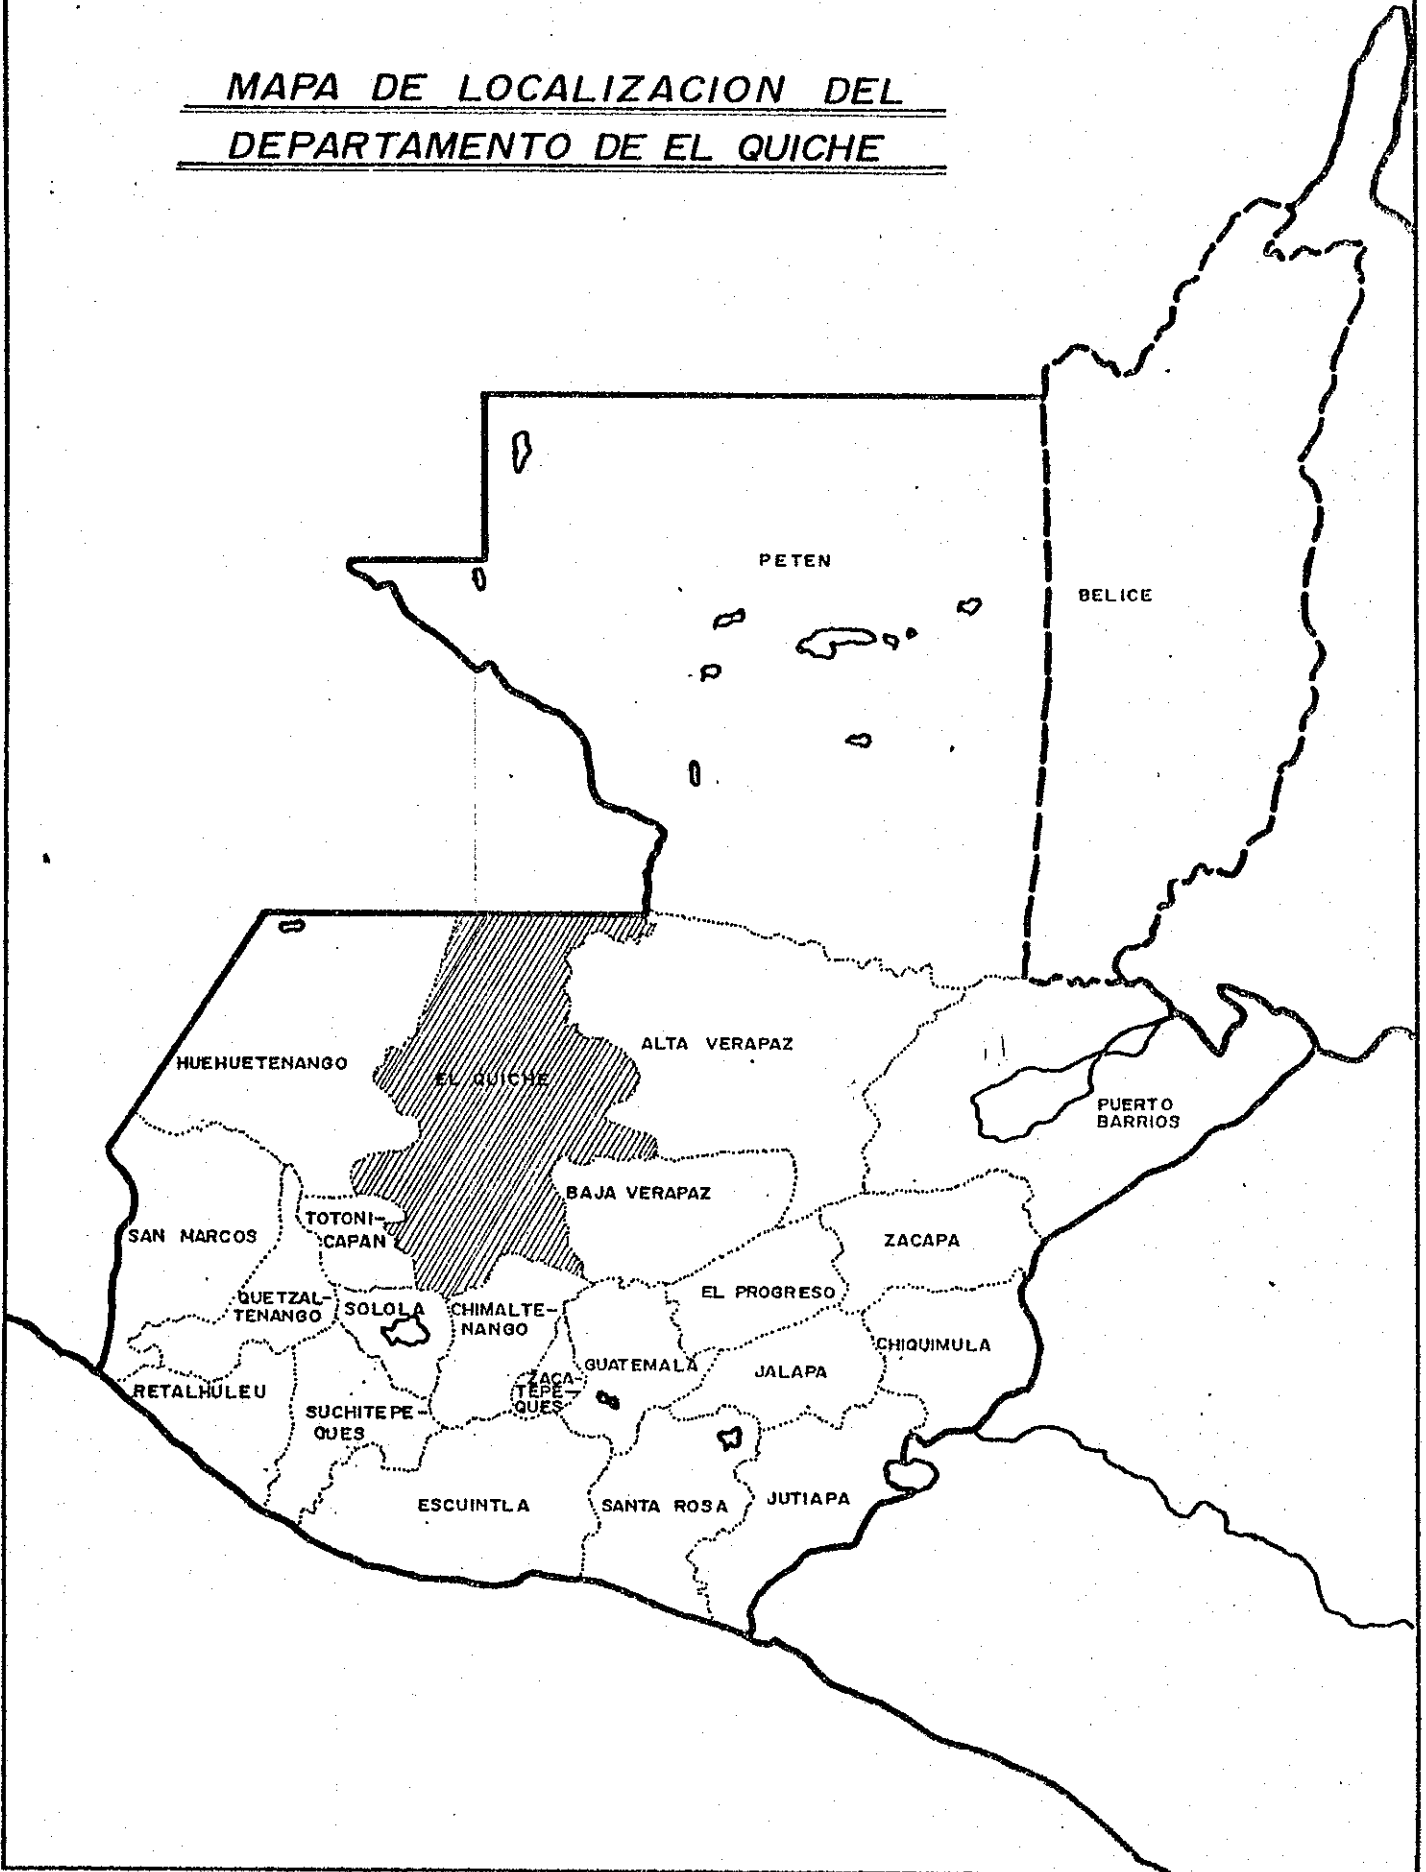 MAPA DE LOCALIZACION DEL
DEPARTAMENTO DE EL QUICHE
PETEN
BELICE
ALTA VERAPAZ
HUEHUETENANGO
EL QUICHE
PUERTO
BARRIOS
BAJA VERAPAZ
TOTONI-
CAPAN
SAN MARCOS
ZACAPA
EL PROGRESO
QUETZAL-
TENANGO
SOLOLA
CHIMALTE-
NANGO
CHIQUIMULA
GUATEMALA
JALAPA
ZACA-
TEPE-
QUES
RETALHULEU
SUCHITEPE-
QUES
ESCUINTLA
SANTA ROSA
JUTIAPA